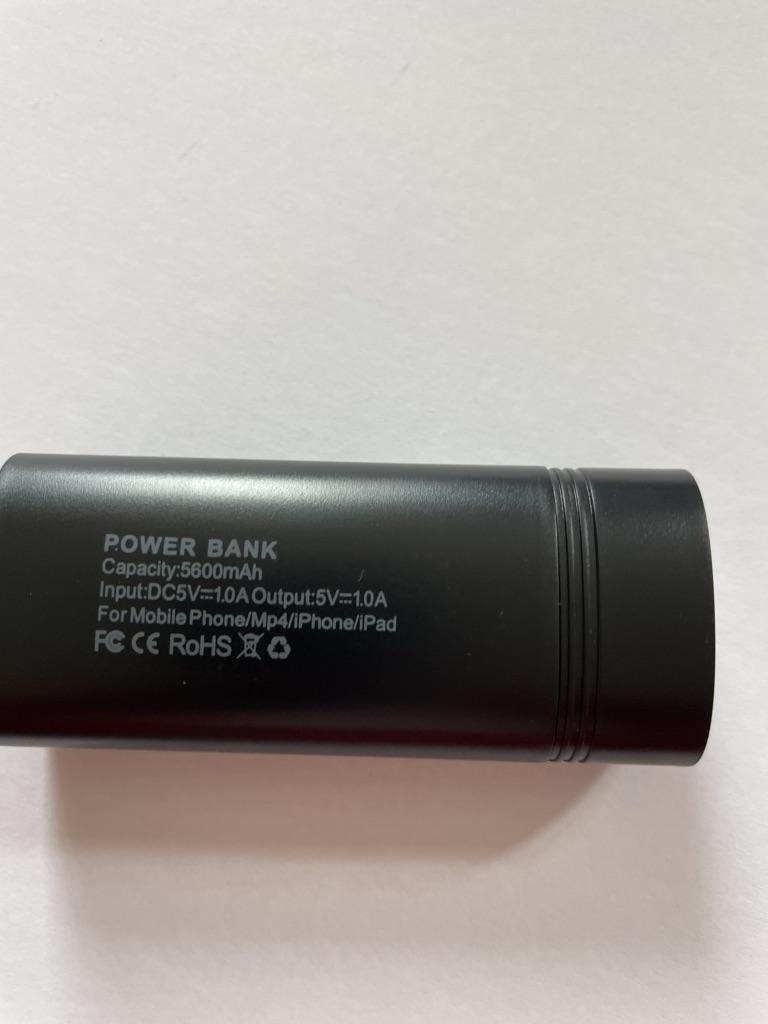 POWER BANK
Capacity:5600mAh
Input:DC5V⎓1.0A Output:5V⎓1.0A
For Mobile Phone/Mp4/iPhone/iPad
FC CE RoHS